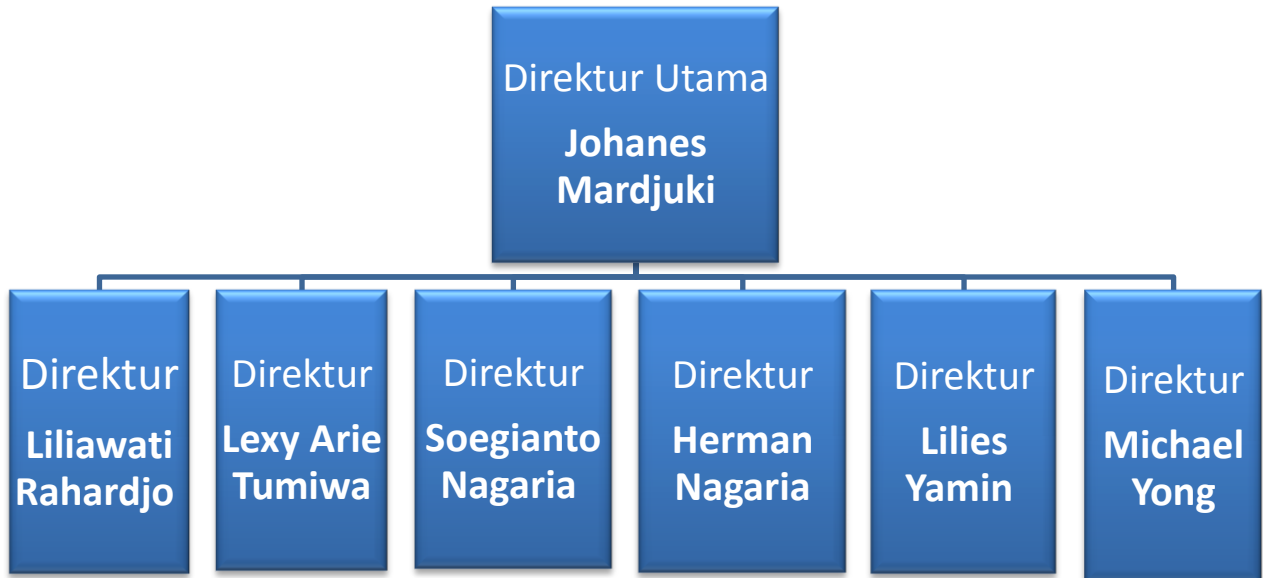 Direktur Utama
Johanes
Mardjuki
Direktur
Liliawati
Rahardjo
Direktur
Lexy Arie
Tumiwa
Direktur
Soegianto
Nagaria
Direktur
Herman
Nagaria
Direktur
Lilies
Yamin
Direktur
Michael
Yong